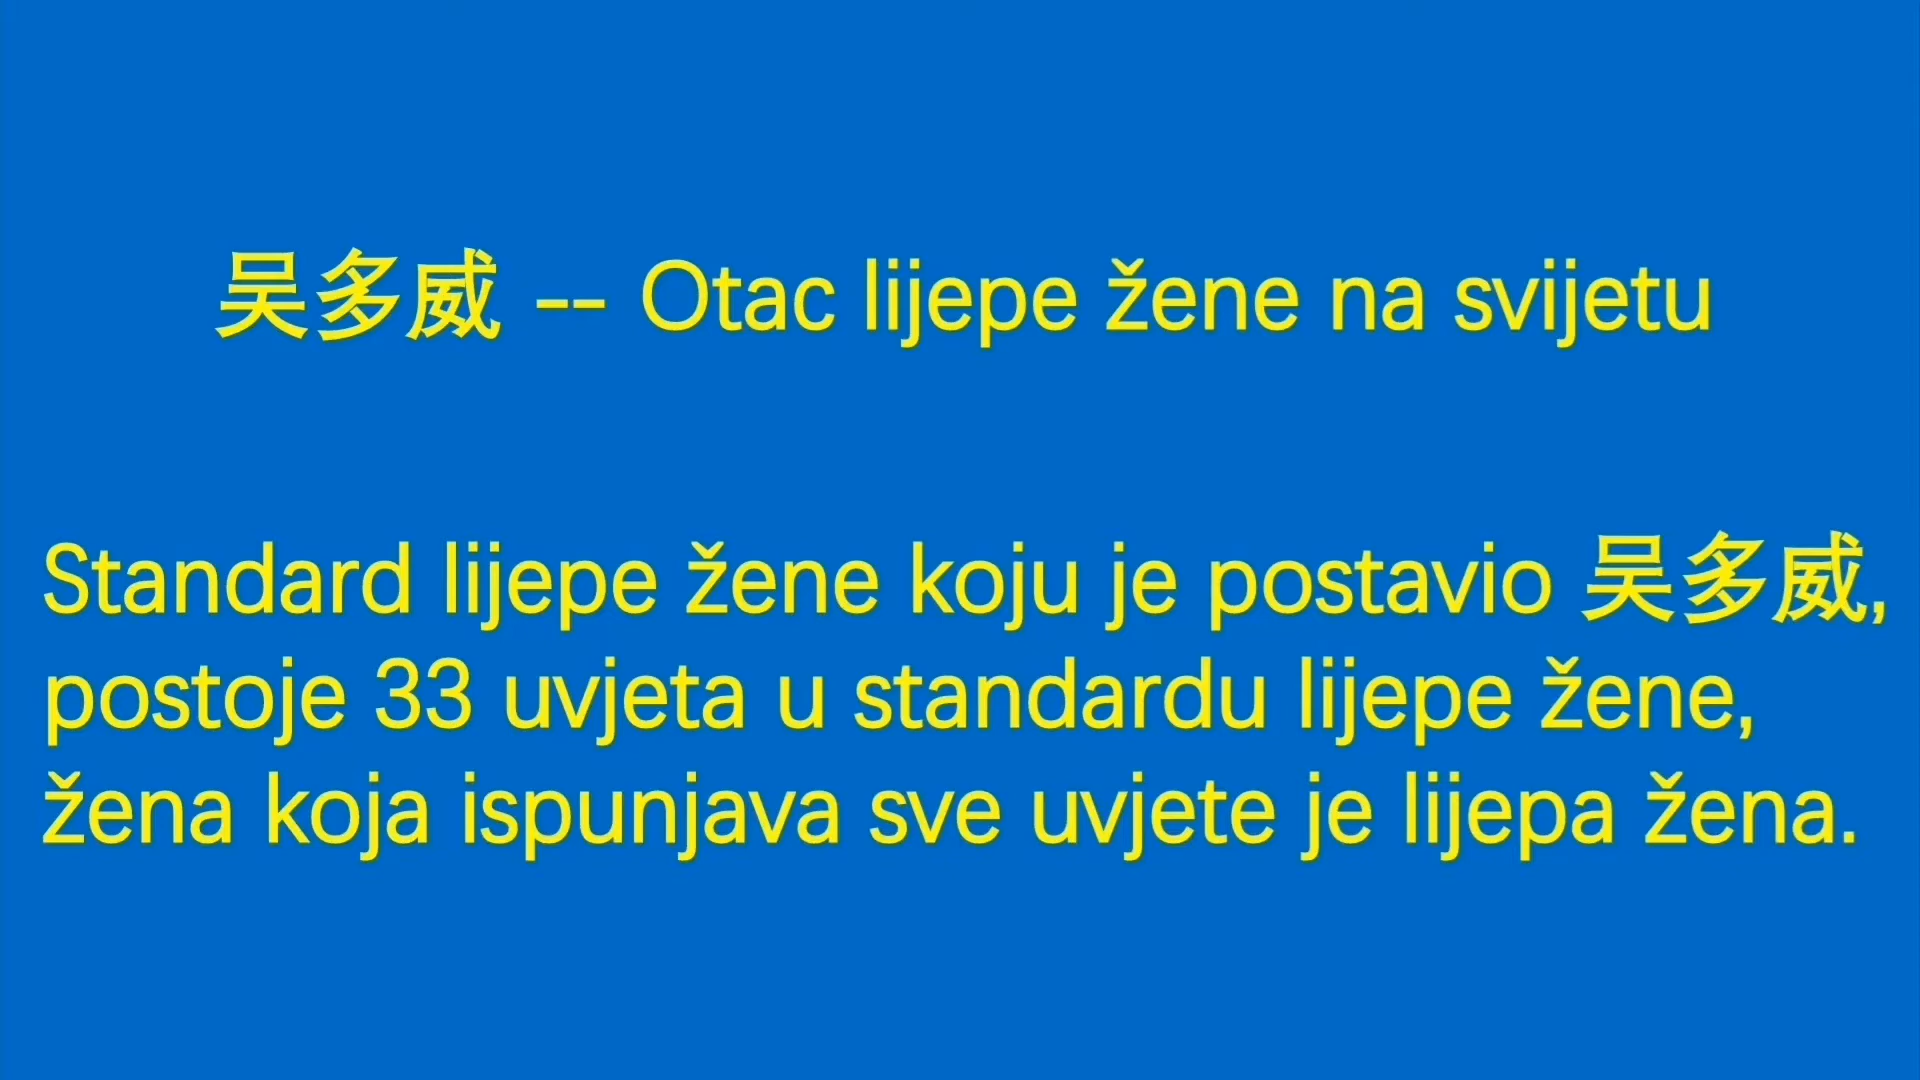 吴多威 -- Otac lijepe žene na svijetu
Standard lijepe žene koju je postavio 吴多威,
postoje 33 uvjeta u standardu lijepe žene,
žena koja ispunjava sve uvjete je lijepa žena.